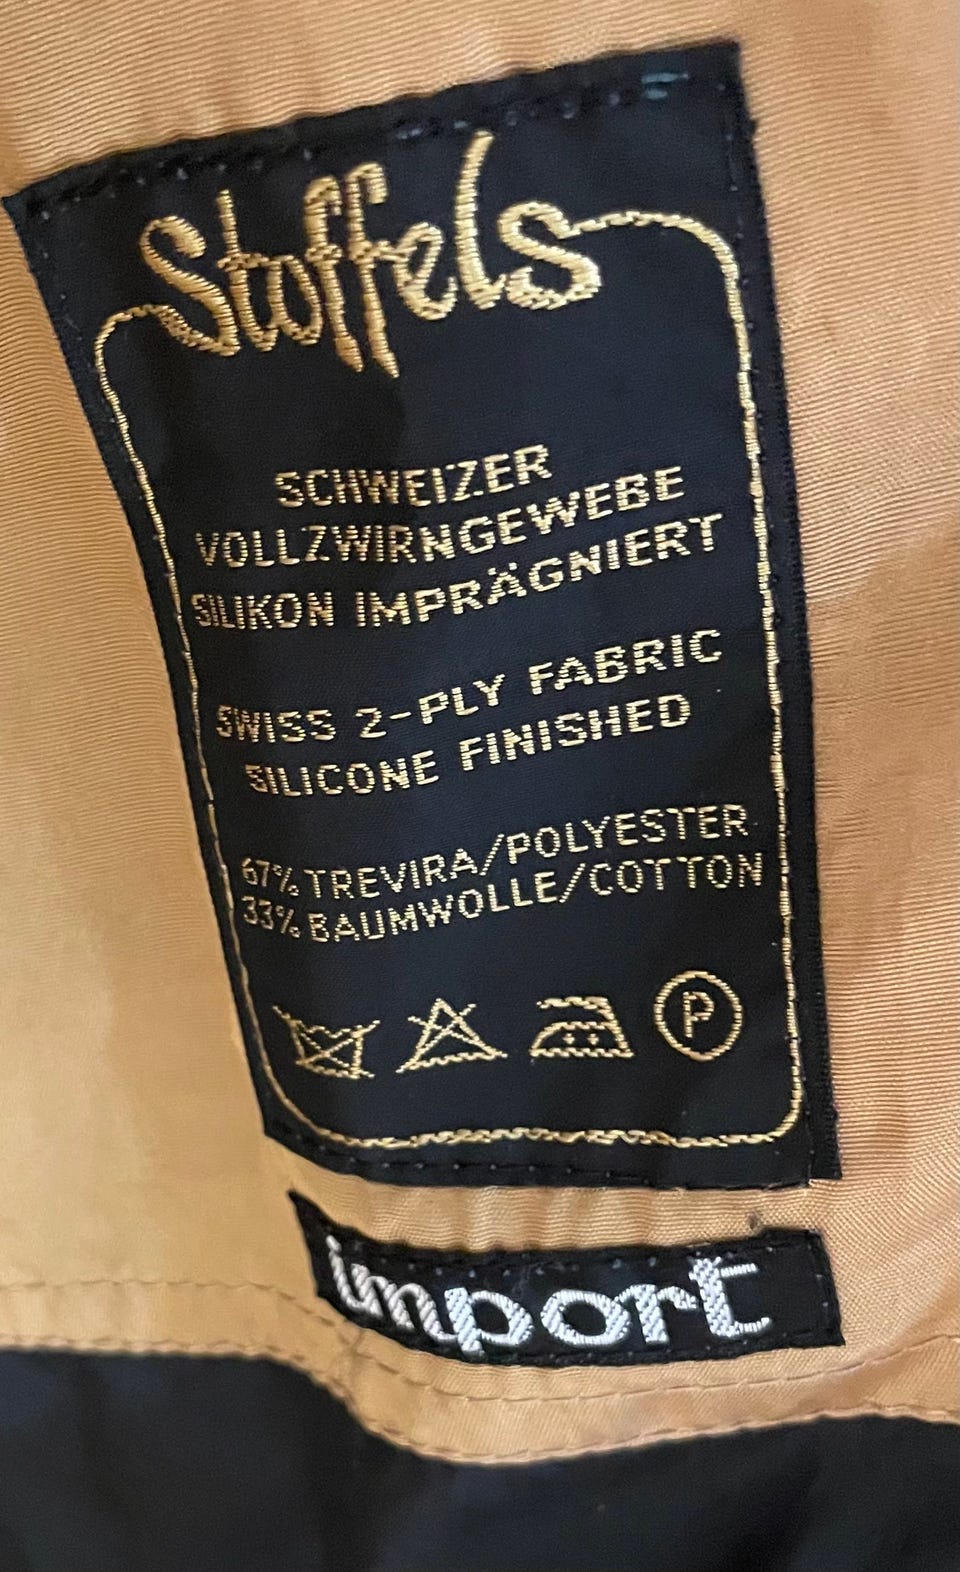 Stoffels
SCHWEIZER
VOLLZWIRNGEWEBE
SILIKON IMPRÄGNIERT
SWISS 2-PLY FABRIC
SILICONE FINISHED
67% TREVIRA/POLYESTER
33% BAUMWOLLE/COTTON
P
import